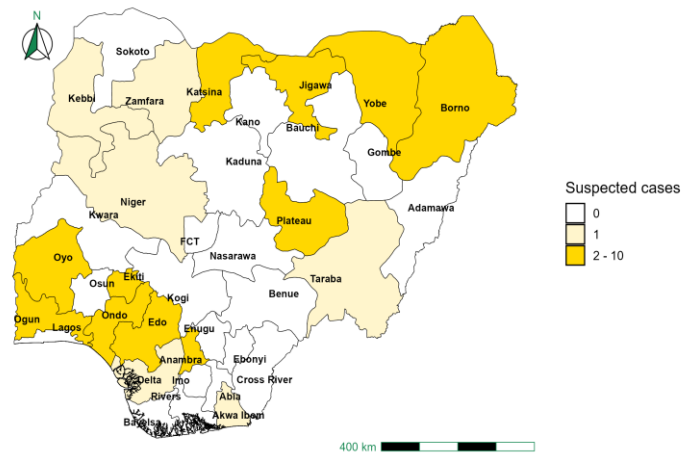 N
Sokoto
Kebbi
Zamfara
Katsina
Jigawa
Yobe
Borno
Kano
Bauchi
Gombe
Kaduna
Niger
Kwara
Adamawa
Plateau
FCT
Nasarawa
Oyo
Osun
Ekiti
Kogi
Benue
Taraba
Ogun
Lagos
Ondo
Edo
Enugu
Anambra
Ebonyi
Delta
Imo
Cross River
Rivers
Abia
Bayelsa
Akwa Ibom
Suspected cases
0
1
2 - 10
400 km